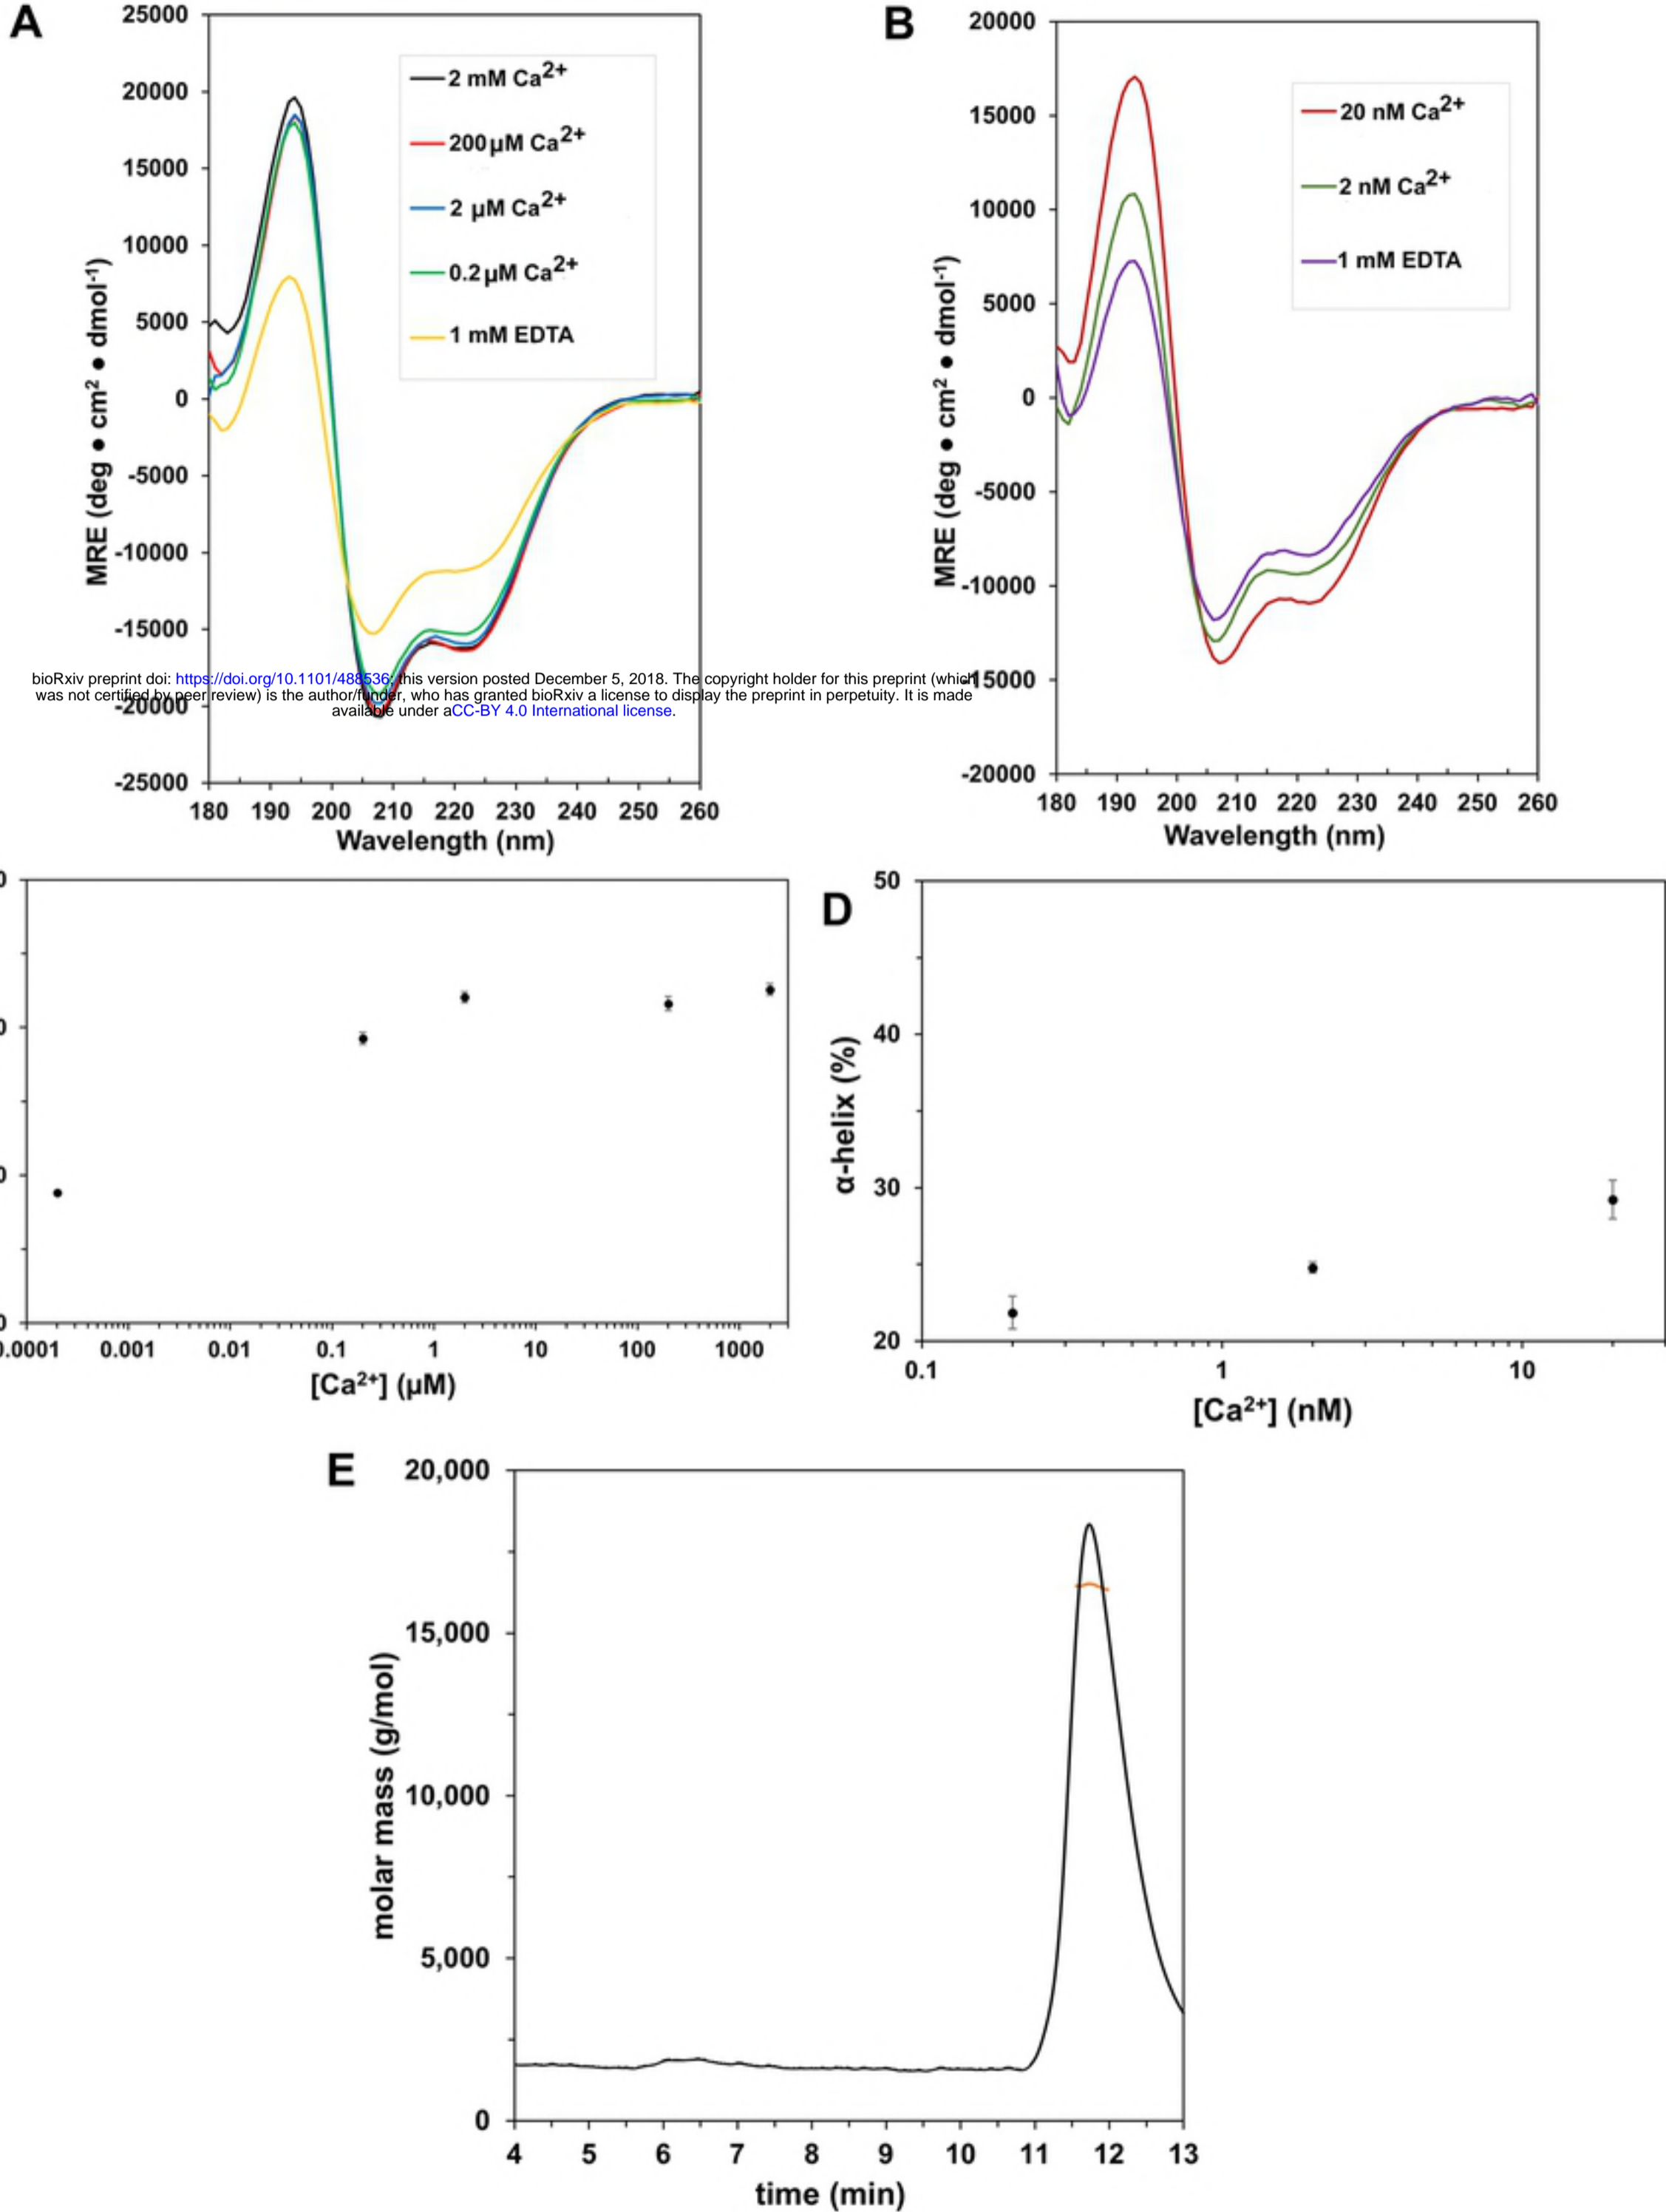 A
25000
20000
15000
10000
5000
0
-5000
-10000
-15000
-20000
-25000
MRE (deg ● cm2 ● dmol-1)
2 mM Ca2+
200 µM Ca2+
2 µM Ca2+
0.2 µM Ca2+
1 mM EDTA
180 190 200 210 220 230 240 250 260
Wavelength (nm)
B
20000
15000
10000
5000
0
-5000
-10000
-15000
-20000
MRE (deg ● cm2 ● dmol-1)
20 nM Ca2+
2 nM Ca2+
1 mM EDTA
180 190 200 210 220 230 240 250 260
Wavelength (nm)
bioRxiv preprint doi: https://doi.org/10.1101/488536; this version posted December 5, 2018. The copyright holder for this preprint (which
was not certified by peer review) is the author/funder, who has granted bioRxiv a license to display the preprint in perpetuity. It is made
available under aCC-BY 4.0 International license.
0
0
0
0
0.0001 0.001 0.01 0.1 1 10 100 1000
[Ca2+] (µM)
D
50
40
30
20
α-helix (%)
0.1 1 10
[Ca2+] (nM)
E
20,000
15,000
10,000
5,000
0
molar mass (g/mol)
4 5 6 7 8 9 10 11 12 13
time (min)